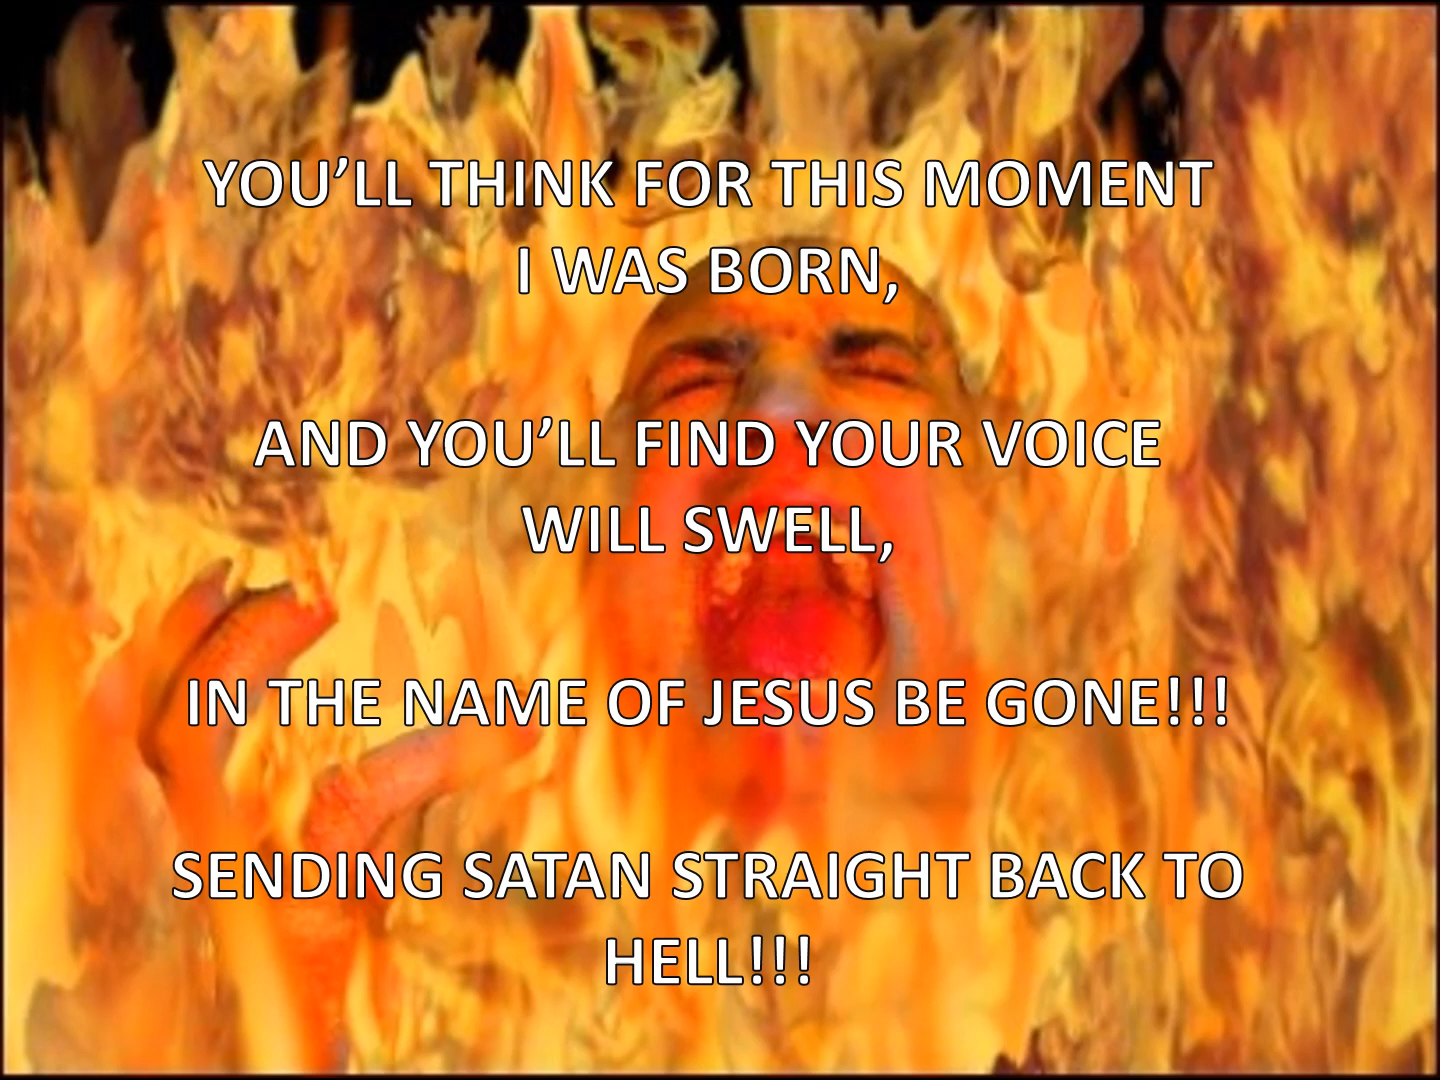 YOU’LL THINK FOR THIS MOMENT
I WAS BORN,
AND YOU’LL FIND YOUR VOICE
WILL SWELL,
IN THE NAME OF JESUS BE GONE!!!
SENDING SATAN STRAIGHT BACK TO
HELL!!!